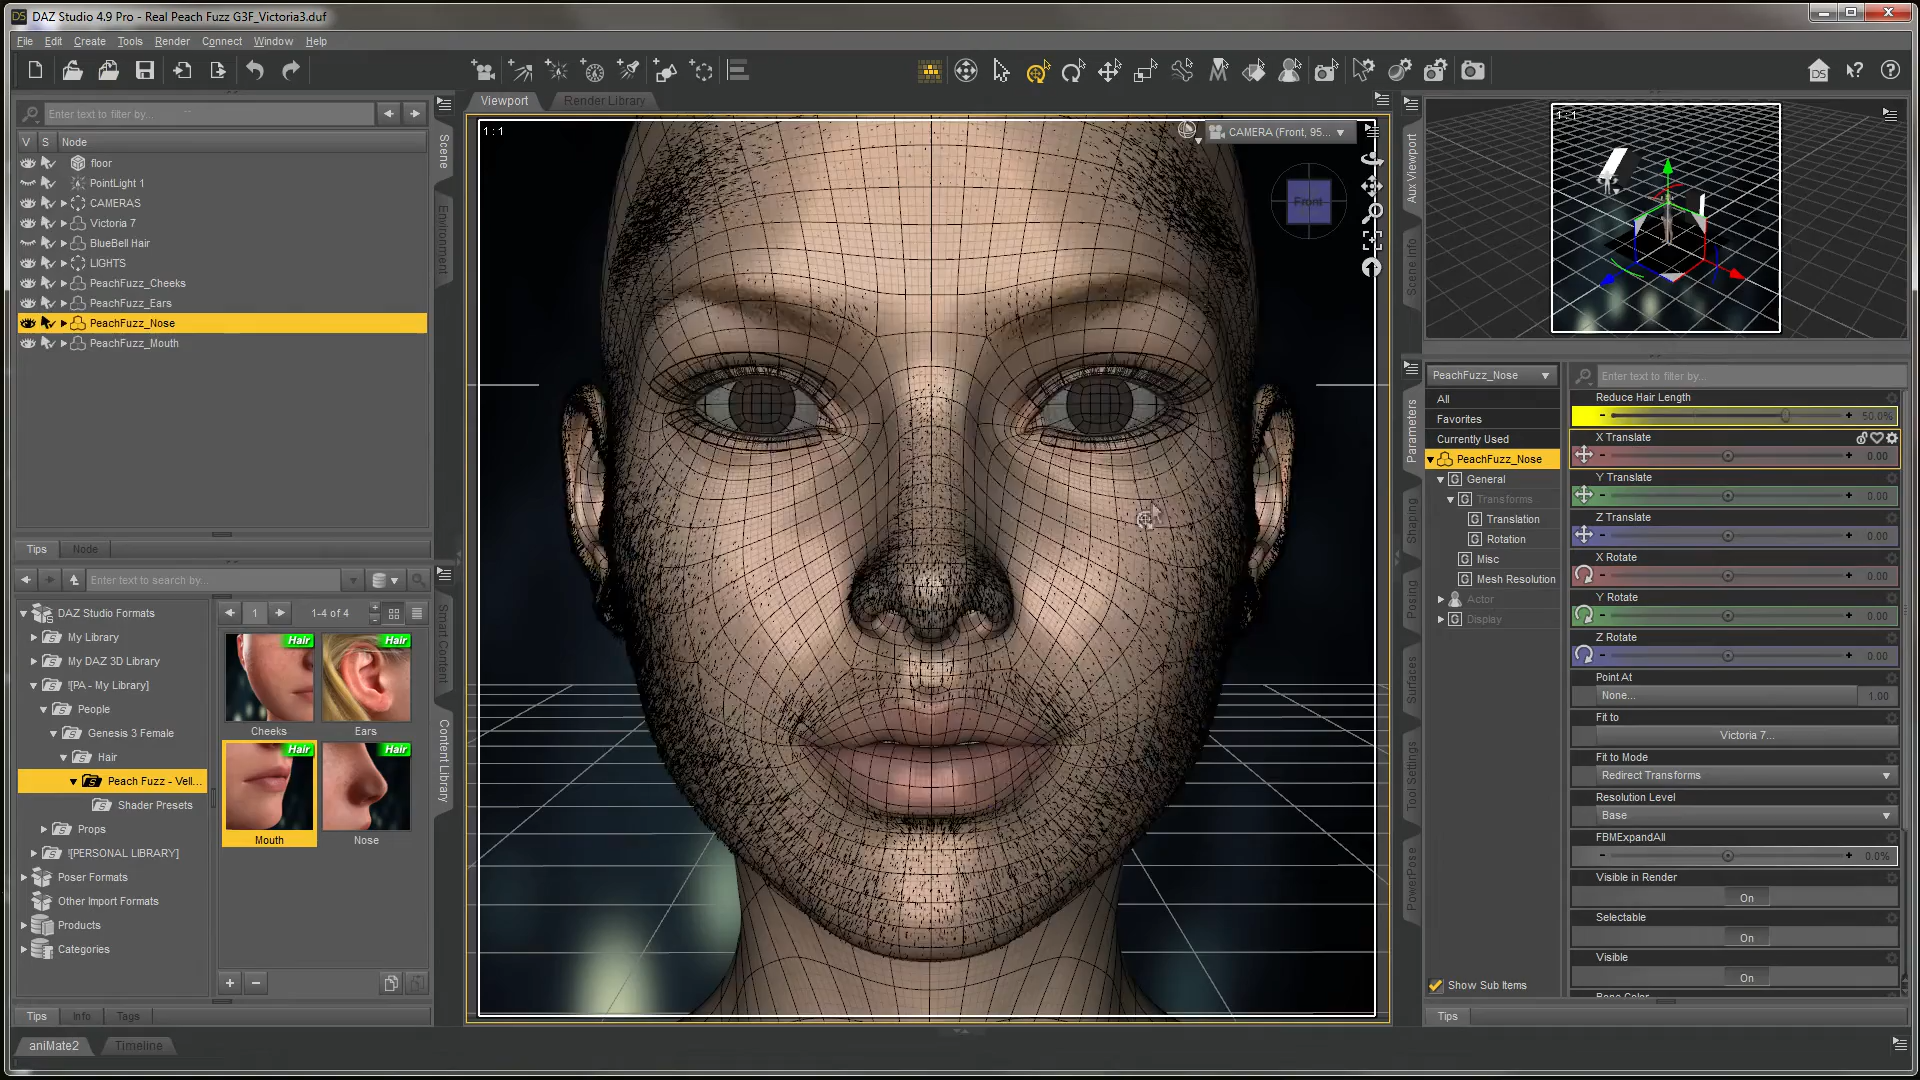 DAZ Studio 4.9 Pro - Real Peach Fuzz G3F_Victoria3.duf
File Edit Create Tools Render Connect Window Help
Enter text to filter by...
V S Node
floor
PointLight 1
CAMERAS
Victoria 7
BlueBell Hair
LIGHTS
PeachFuzz_Cheeks
PeachFuzz_Ears
PeachFuzz_Nose
PeachFuzz_Mouth
Scene
Environment
Tips Node
Enter text to search by...
DAZ Studio Formats
My Library
My DAZ 3D Library
![PA - My Library]
People
Genesis 3 Female
Hair
Peach Fuzz - Vell...
Shader Presets
Props
![PERSONAL LIBRARY]
Poser Formats
Other Import Formats
Products
Categories
1 1-4 of 4
Hair Hair
Cheeks Ears
Hair Hair
Mouth Nose
Smart Content
Content Library
Tips Info Tags
aniMate2 Timeline
Viewport Render Library
1 : 1
CAMERA (Front, 95...
Front
Aux Viewport
Scene Info
1 : 1
Parameters
Shaping
Posing
Surfaces
Tool Settings
PowerPose
PeachFuzz_Nose
All
Favorites
Currently Used
PeachFuzz_Nose
General
Transforms
Translation
Rotation
Misc
Mesh Resolution
Actor
Display
Show Sub Items
Tips
Enter text to filter by...
Reduce Hair Length
50.0%
X Translate
0.00
Y Translate
0.00
Z Translate
0.00
X Rotate
0.00
Y Rotate
0.00
Z Rotate
0.00
Point At
None... 1.00
Fit to
Victoria 7...
Fit to Mode
Redirect Transforms
Resolution Level
Base
FBMExpandAll
0.0%
Visible in Render
On
Selectable
On
Visible
On